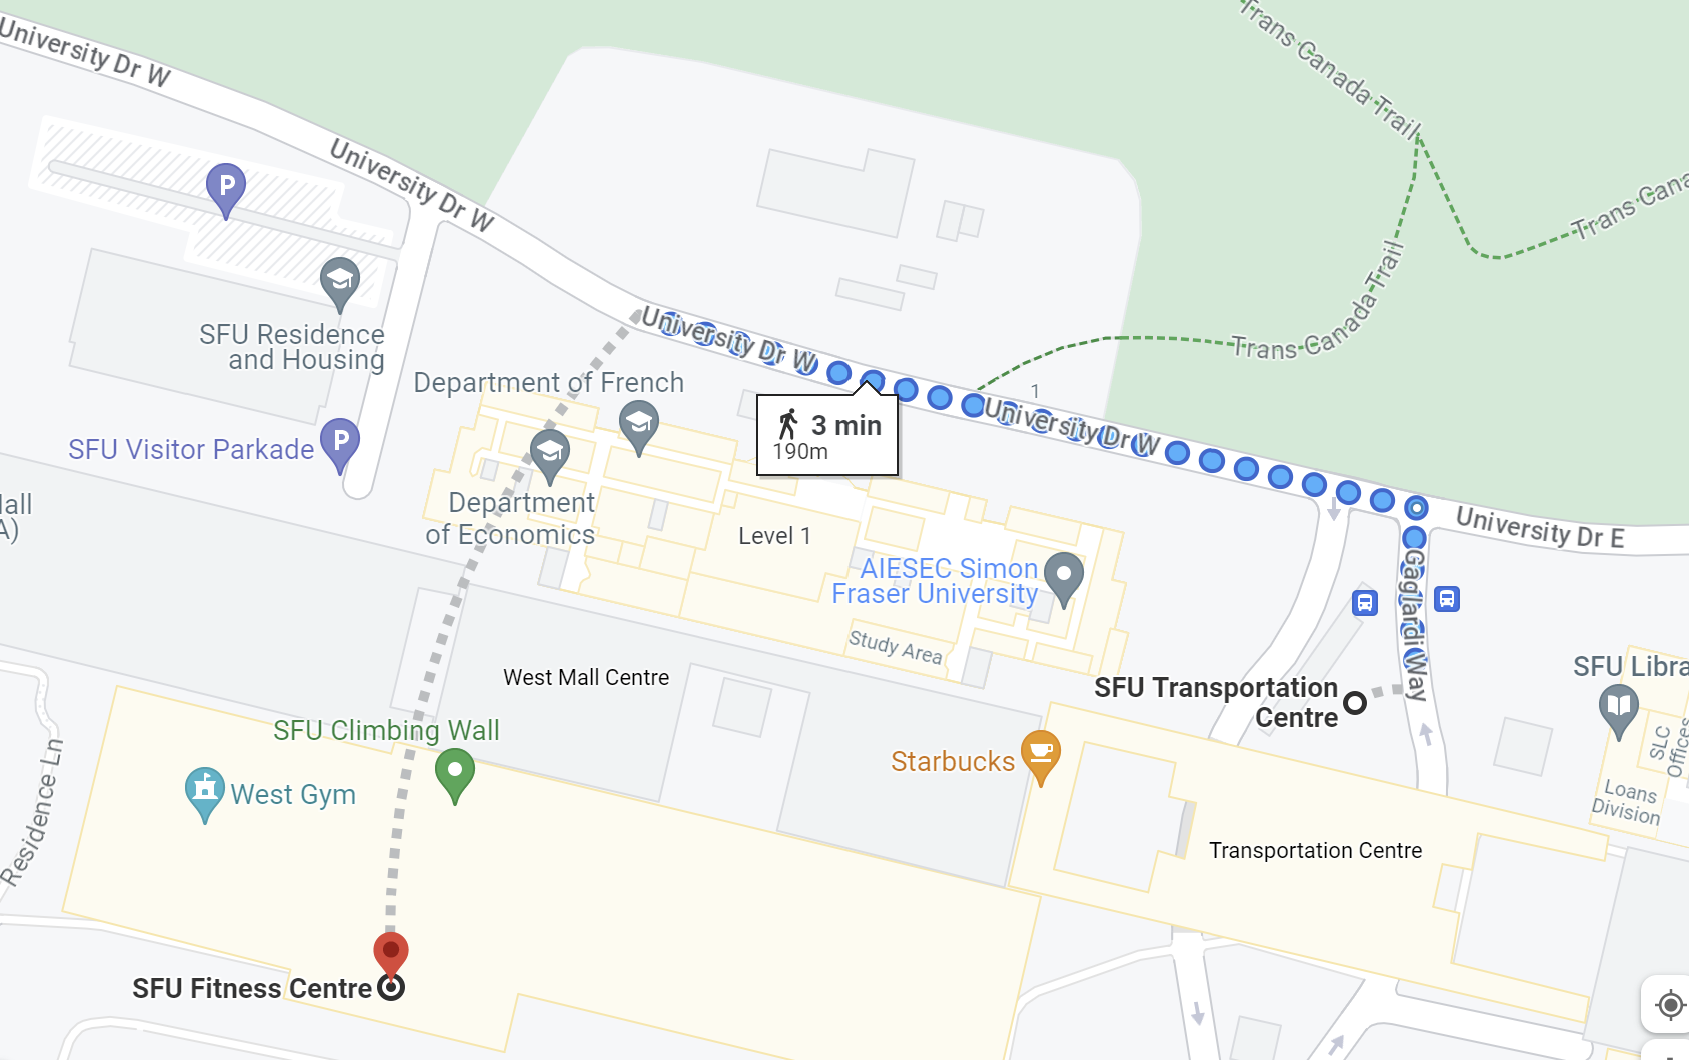 University Dr W
Trans Canada Trail
University Dr W
P
Trans Cana
SFU Residence
and Housing
Trans Canada Trail
University Dr W
Department of French
1
University Dr W
3 min
190m
SFU Visitor Parkade
P
all
A)
Department
of Economics
Level 1
University Dr E
AIESEC Simon
Fraser University
Gaglardi Way
Study Area
West Mall Centre
SFU Transportation
Centre
SFU Libra
SLC
Offices
SFU Climbing Wall
Starbucks
West Gym
Loans
Division
Residence Ln
Transportation Centre
SFU Fitness Centre